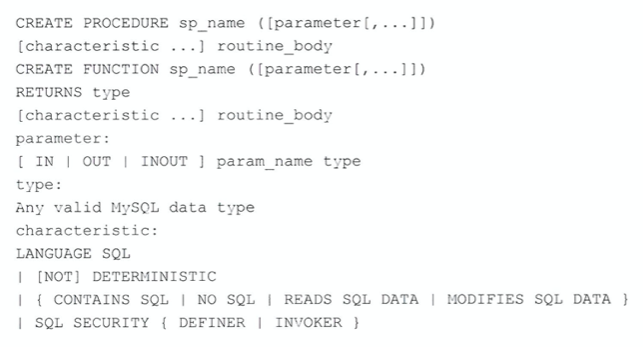 CREATE PROCEDURE sp_name ([parameter[,...]])
[characteristic ...] routine_body
CREATE FUNCTION sp_name ([parameter[,...]])
RETURNS type
[characteristic ...] routine_body
parameter:
[ IN | OUT | INOUT ] param_name type
type:
Any valid MySQL data type
characteristic:
LANGUAGE SQL
| [NOT] DETERMINISTIC
| { CONTAINS SQL | NO SQL | READS SQL DATA | MODIFIES SQL DATA }
| SQL SECURITY { DEFINER | INVOKER }